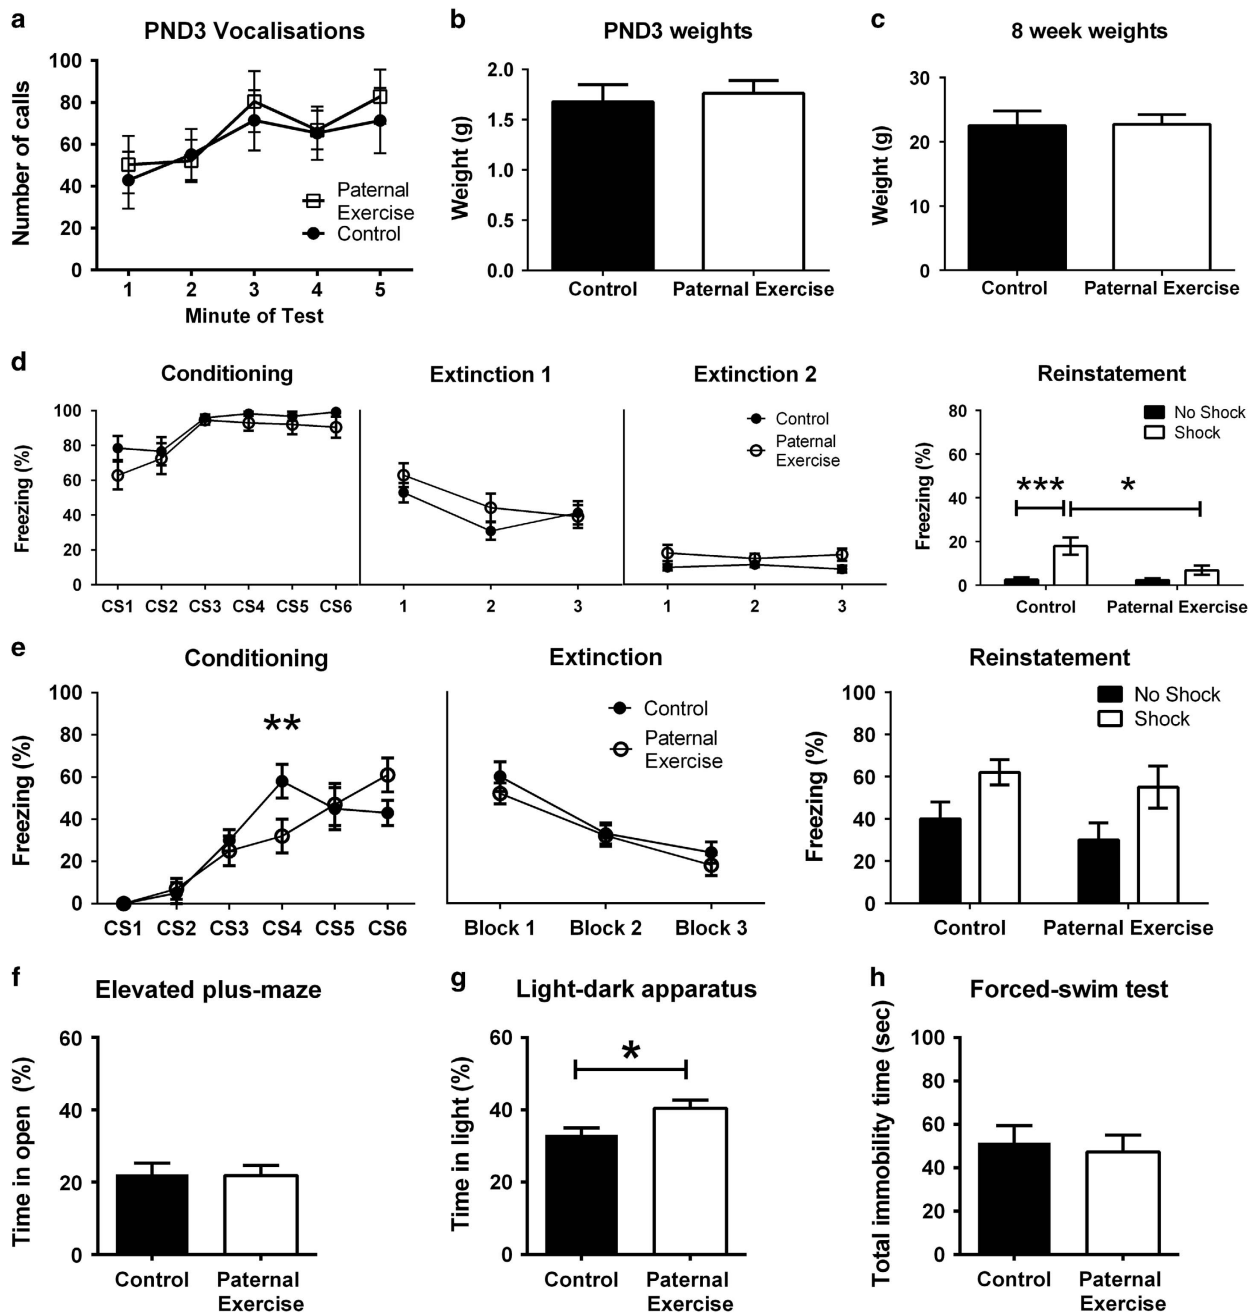 a
PND3 Vocalisations
Number of calls
100
80
60
40
20
0
1 2 3 4 5
Minute of Test
Paternal
Exercise
Control
b
PND3 weights
Weight (g)
2.0
1.5
1.0
0.5
0.0
Control Paternal Exercise
c
8 week weights
Weight (g)
30
20
10
0
Control Paternal Exercise
d
Conditioning
Freezing (%)
100
80
60
40
20
0
CS1 CS2 CS3 CS4 CS5 CS6
Extinction 1
1 2 3
Extinction 2
Control
Paternal
Exercise
1 2 3
Reinstatement
Freezing (%)
80
60
40
20
0
No Shock
Shock
*** *
Control Paternal Exercise
e
Conditioning
Freezing (%)
100
80
60
40
20
0
**
CS1 CS2 CS3 CS4 CS5 CS6
Extinction
Control
Paternal
Exercise
Block 1 Block 2 Block 3
Reinstatement
Freezing (%)
100
80
60
40
20
0
No Shock
Shock
Control Paternal Exercise
f
Elevated plus-maze
Time in open (%)
60
40
20
0
Control Paternal
Exercise
g
Light-dark apparatus
Time in light (%)
60
40
20
0
*
Control Paternal
Exercise
h
Forced-swim test
Total immobility time (sec)
100
80
60
40
20
0
Control Paternal
Exercise